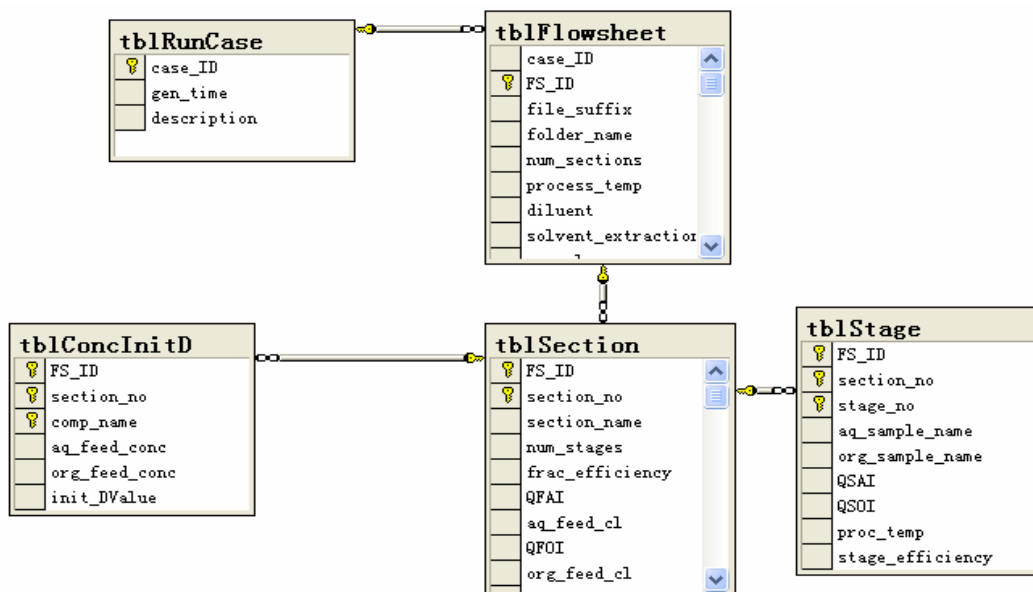 tblRunCase
case_ID
gen_time
description
tblFlowsheet
case_ID
FS_ID
file_suffix
folder_name
num_sections
process_temp
diluent
solvent_extraction
tblConcInitD
FS_ID
section_no
comp_name
aq_feed_conc
org_feed_conc
init_DValue
tblSection
FS_ID
section_no
section_name
num_stages
frac_efficiency
QFAI
aq_feed_cl
QFOI
org_feed_cl
tblStage
FS_ID
section_no
stage_no
aq_sample_name
org_sample_name
QSAI
QSOI
proc_temp
stage_efficiency